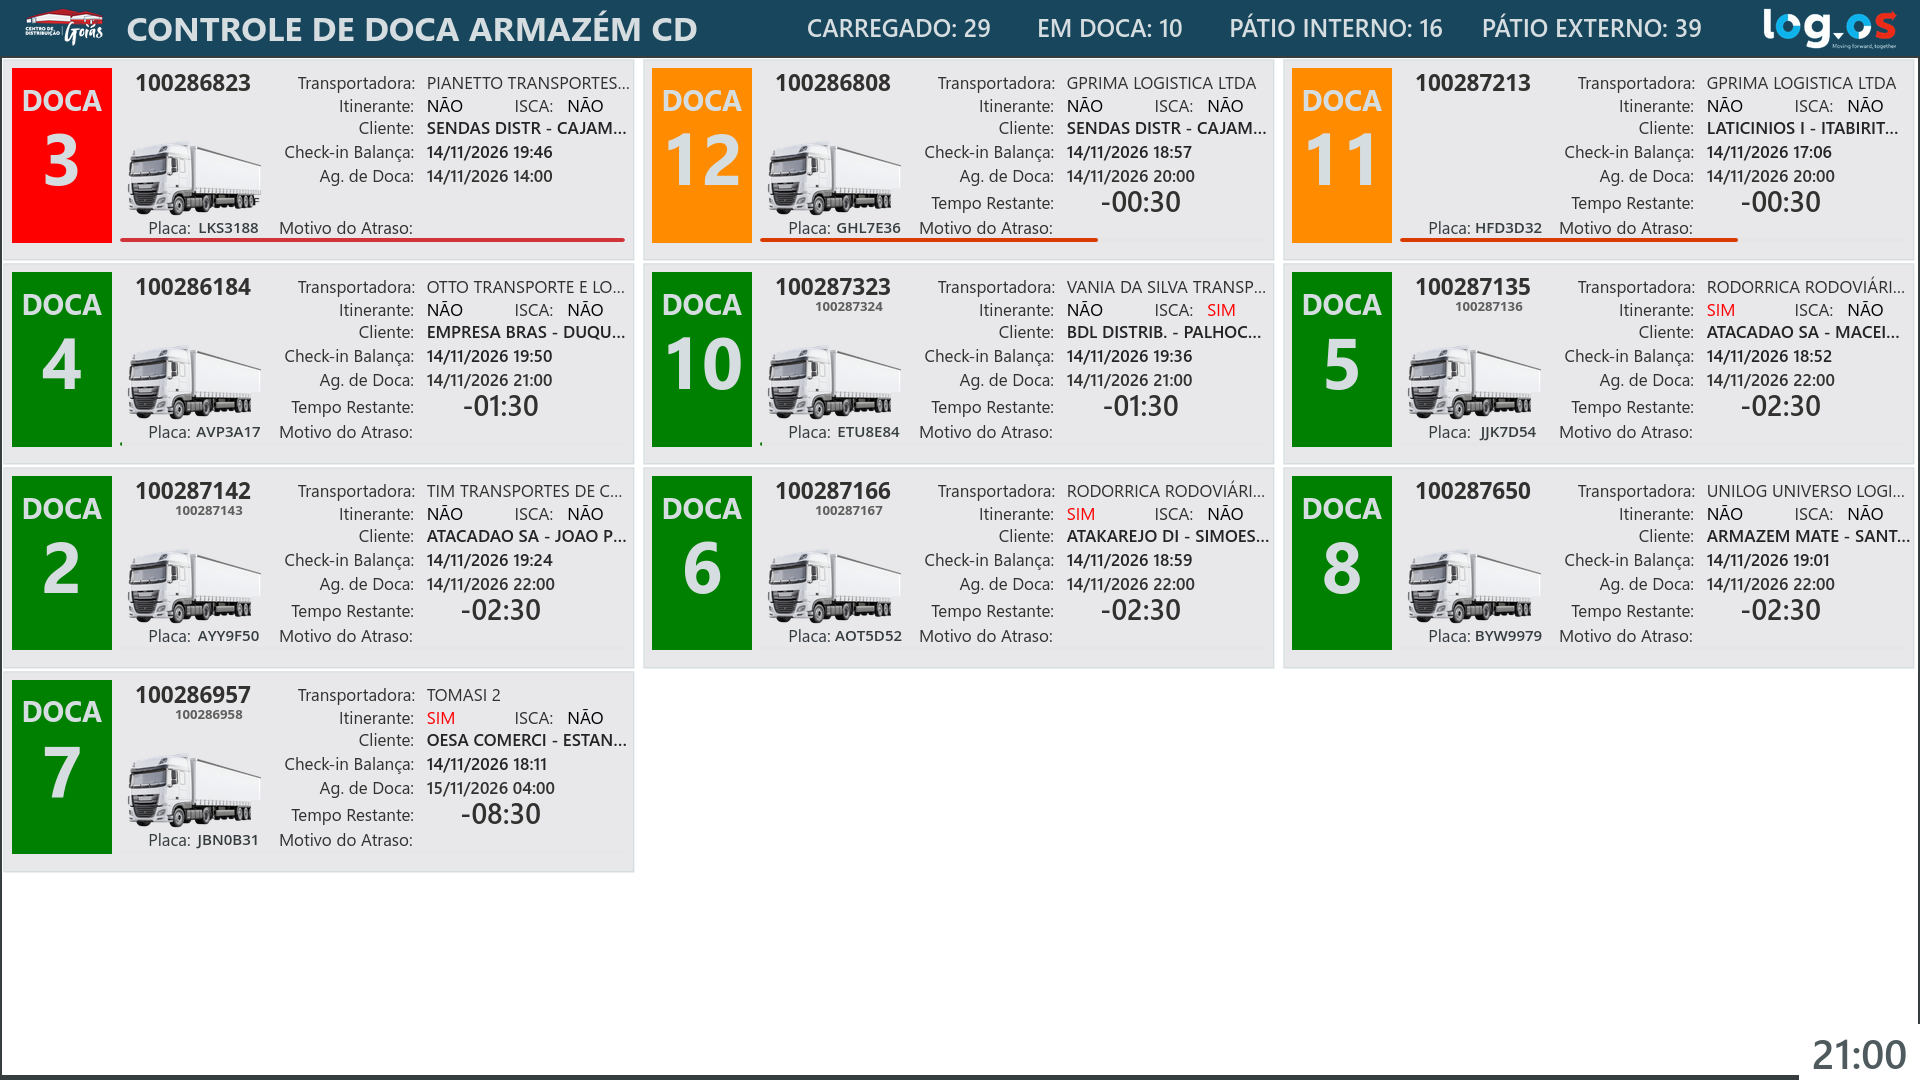 CENTRO DE
DISTRIBUIÇÃO
Goiás
CONTROLE DE DOCA ARMAZÉM CD
CARREGADO: 29
EM DOCA: 10
PÁTIO INTERNO: 16
PÁTIO EXTERNO: 39
log.os
Moving forward, together
DOCA
3
100286823
Transportadora: PIANETTO TRANSPORTES...
Itinerante: NÃO ISCA: NÃO
Cliente: SENDAS DISTR - CAJAM...
Check-in Balança: 14/11/2026 19:46
Ag. de Doca: 14/11/2026 14:00
Placa: LKS3188 Motivo do Atraso:
DOCA
12
100286808
Transportadora: GPRIMA LOGISTICA LTDA
Itinerante: NÃO ISCA: NÃO
Cliente: SENDAS DISTR - CAJAM...
Check-in Balança: 14/11/2026 18:57
Ag. de Doca: 14/11/2026 20:00
Tempo Restante: -00:30
Placa: GHL7E36 Motivo do Atraso:
DOCA
11
100287213
Transportadora: GPRIMA LOGISTICA LTDA
Itinerante: NÃO ISCA: NÃO
Cliente: LATICINIOS I - ITABIRIT...
Check-in Balança: 14/11/2026 17:06
Ag. de Doca: 14/11/2026 20:00
Tempo Restante: -00:30
Placa: HFD3D32 Motivo do Atraso:
DOCA
4
100286184
Transportadora: OTTO TRANSPORTE E LO...
Itinerante: NÃO ISCA: NÃO
Cliente: EMPRESA BRAS - DUQU...
Check-in Balança: 14/11/2026 19:50
Ag. de Doca: 14/11/2026 21:00
Tempo Restante: -01:30
Placa: AVP3A17 Motivo do Atraso:
DOCA
10
100287323
100287324
Transportadora: VANIA DA SILVA TRANSP...
Itinerante: NÃO ISCA: SIM
Cliente: BDL DISTRIB. - PALHOC...
Check-in Balança: 14/11/2026 19:36
Ag. de Doca: 14/11/2026 21:00
Tempo Restante: -01:30
Placa: ETU8E84 Motivo do Atraso:
DOCA
5
100287135
100287136
Transportadora: RODORRICA RODOVIÁRI...
Itinerante: SIM ISCA: NÃO
Cliente: ATACADAO SA - MACEI...
Check-in Balança: 14/11/2026 18:52
Ag. de Doca: 14/11/2026 22:00
Tempo Restante: -02:30
Placa: JJK7D54 Motivo do Atraso:
DOCA
2
100287142
100287143
Transportadora: TIM TRANSPORTES DE C...
Itinerante: NÃO ISCA: NÃO
Cliente: ATACADAO SA - JOAO P...
Check-in Balança: 14/11/2026 19:24
Ag. de Doca: 14/11/2026 22:00
Tempo Restante: -02:30
Placa: AYY9F50 Motivo do Atraso:
DOCA
6
100287166
100287167
Transportadora: RODORRICA RODOVIÁRI...
Itinerante: SIM ISCA: NÃO
Cliente: ATAKAREJO DI - SIMOES...
Check-in Balança: 14/11/2026 18:59
Ag. de Doca: 14/11/2026 22:00
Tempo Restante: -02:30
Placa: AOT5D52 Motivo do Atraso:
DOCA
8
100287650
Transportadora: UNILOG UNIVERSO LOGI...
Itinerante: NÃO ISCA: NÃO
Cliente: ARMAZEM MATE - SANT...
Check-in Balança: 14/11/2026 19:01
Ag. de Doca: 14/11/2026 22:00
Tempo Restante: -02:30
Placa: BYW9979 Motivo do Atraso:
DOCA
7
100286957
100286958
Transportadora: TOMASI 2
Itinerante: SIM ISCA: NÃO
Cliente: OESA COMERCI - ESTAN...
Check-in Balança: 14/11/2026 18:11
Ag. de Doca: 15/11/2026 04:00
Tempo Restante: -08:30
Placa: JBN0B31 Motivo do Atraso:
21:00